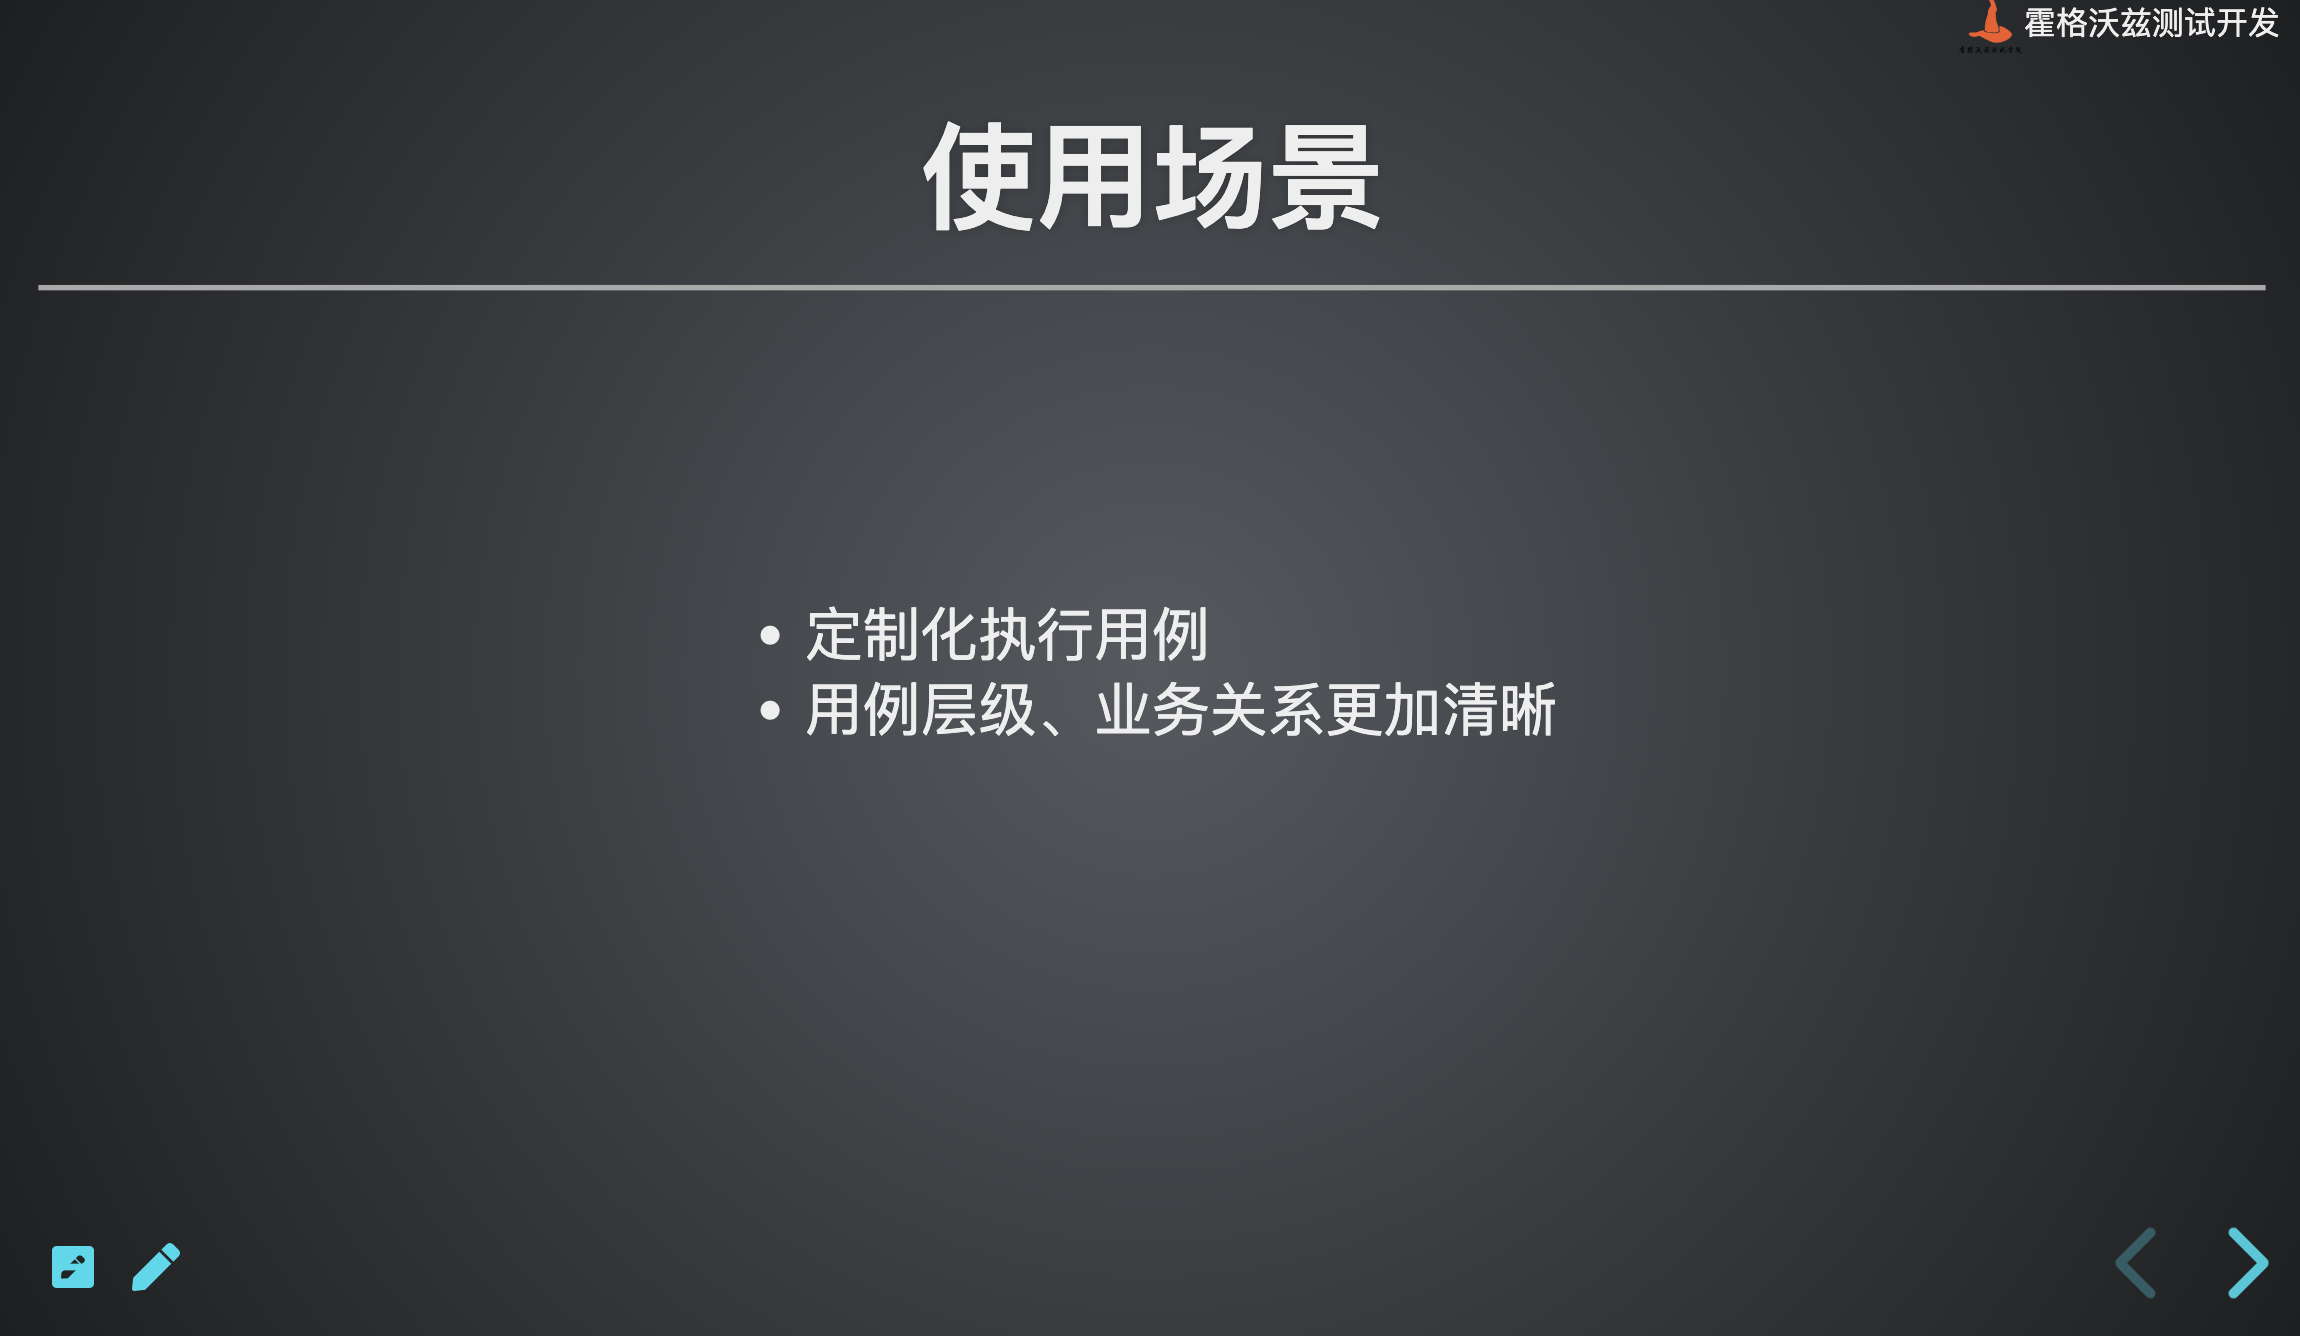 霍格沃兹测试开发
使用场景
定制化执行用例
用例层级、业务关系更加清晰